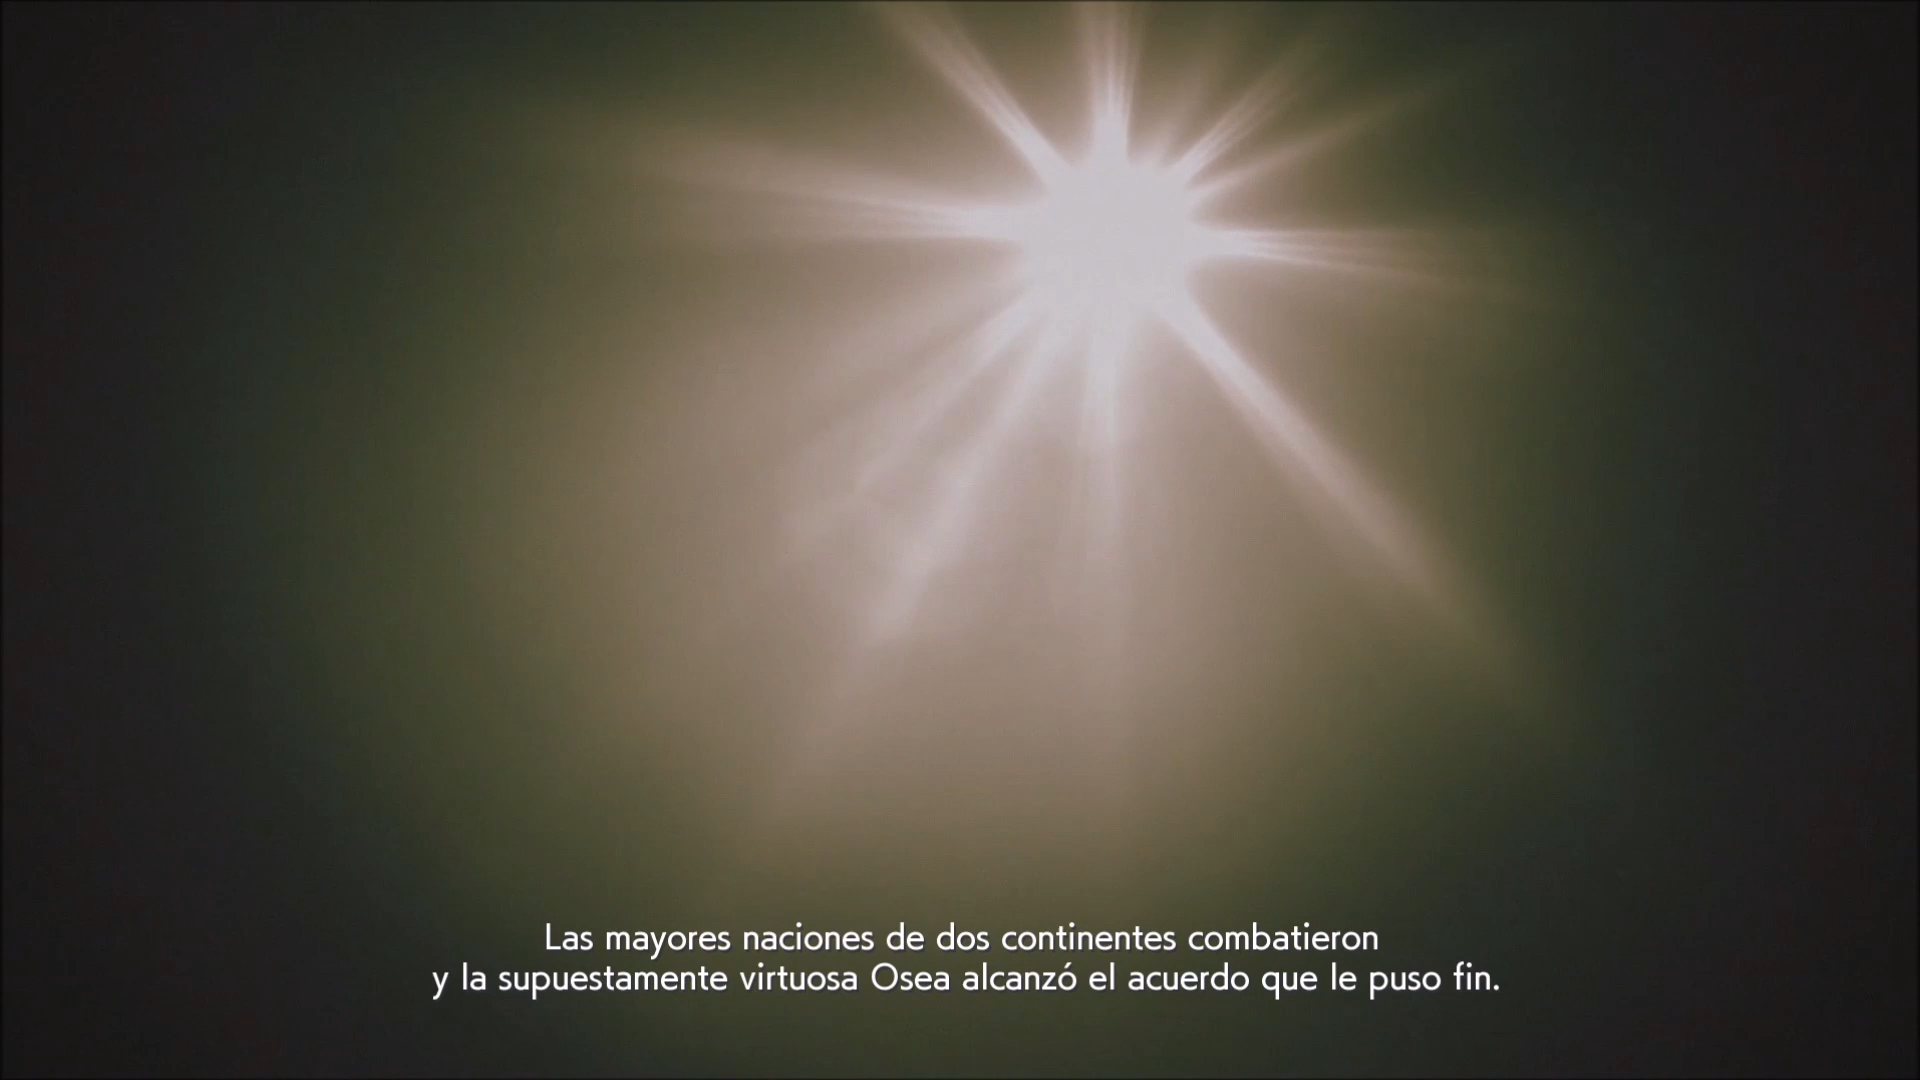 Las mayores naciones de dos continentes combatieron
y la supuestamente virtuosa Osea alcanzó el acuerdo que le puso fin.